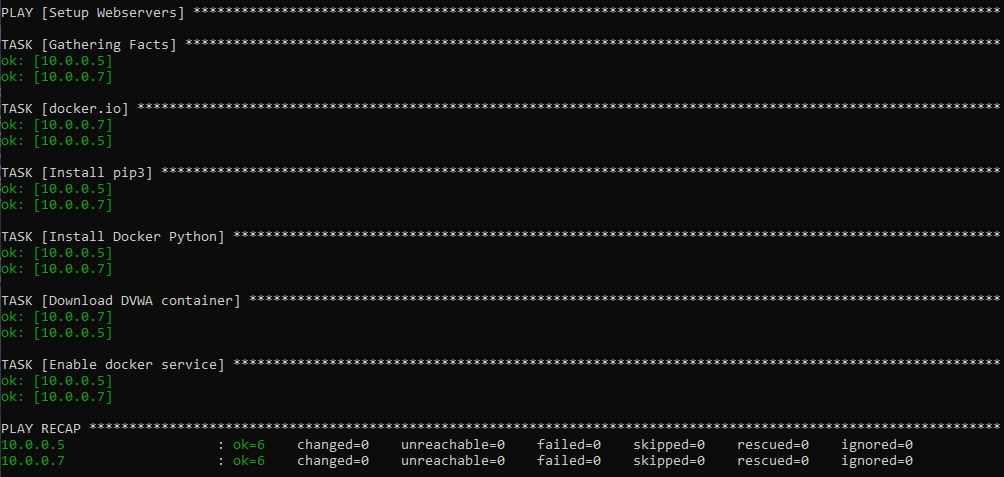 PLAY [Setup Webservers] *****************************************************************************************************
TASK [Gathering Facts] ******************************************************************************************************
ok: [10.0.0.5]
ok: [10.0.0.7]
TASK [docker.io] ************************************************************************************************************
ok: [10.0.0.7]
ok: [10.0.0.5]
TASK [Install pip3] *********************************************************************************************************
ok: [10.0.0.5]
ok: [10.0.0.7]
TASK [Install Docker Python] ************************************************************************************************
ok: [10.0.0.5]
ok: [10.0.0.7]
TASK [Download DVWA container] **********************************************************************************************
ok: [10.0.0.7]
ok: [10.0.0.5]
TASK [Enable docker service] ************************************************************************************************
ok: [10.0.0.5]
ok: [10.0.0.7]
PLAY RECAP ******************************************************************************************************************
10.0.0.5                   : ok=6    changed=0    unreachable=0    failed=0    skipped=0    rescued=0    ignored=0
10.0.0.7                   : ok=6    changed=0    unreachable=0    failed=0    skipped=0    rescued=0    ignored=0